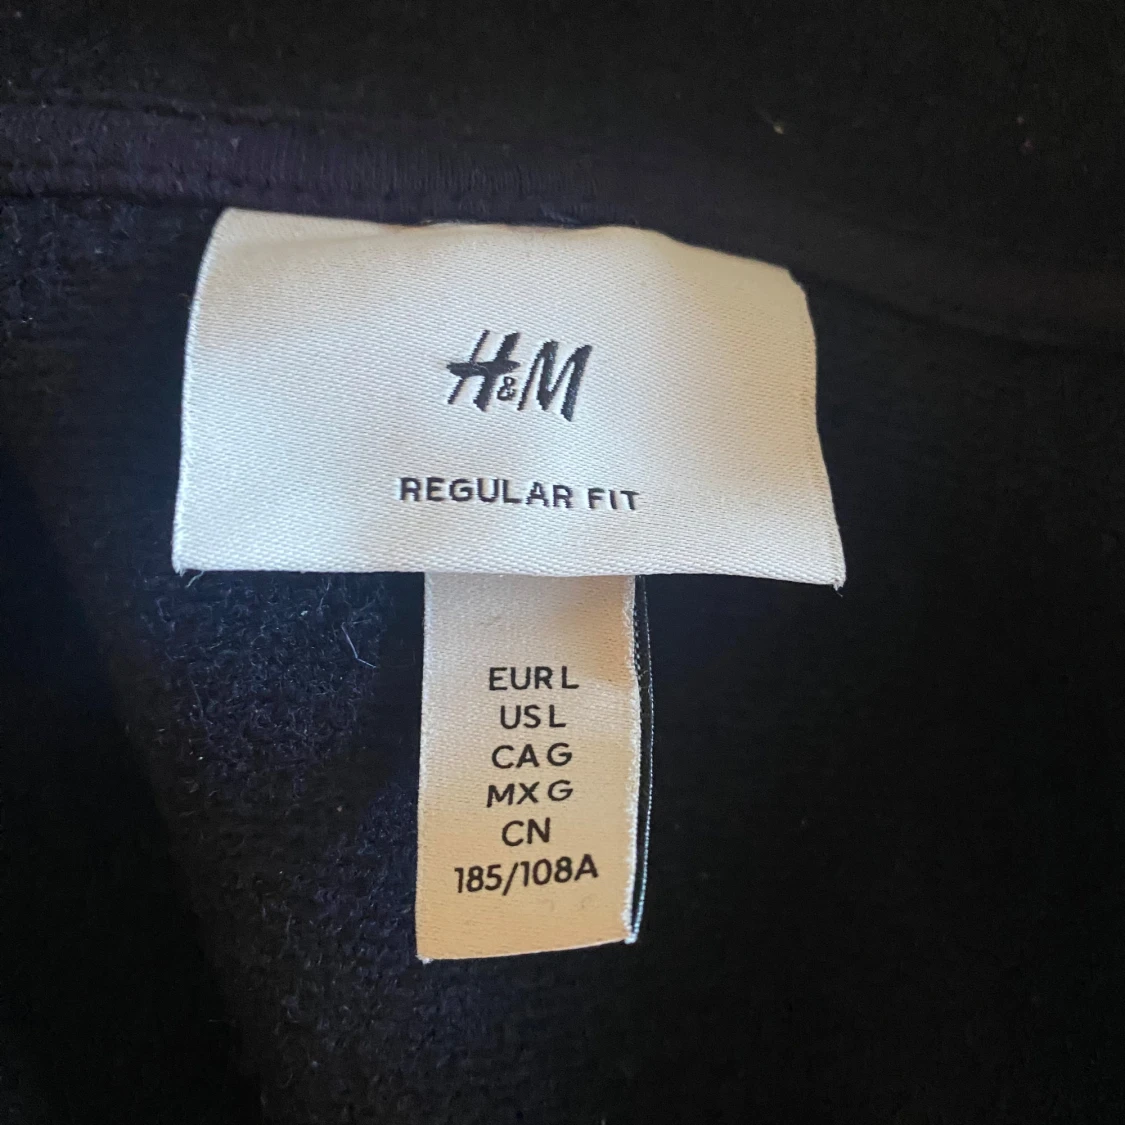 H&M
REGULAR FIT
EUR L
US L
CA G
MX G
CN
185/108A